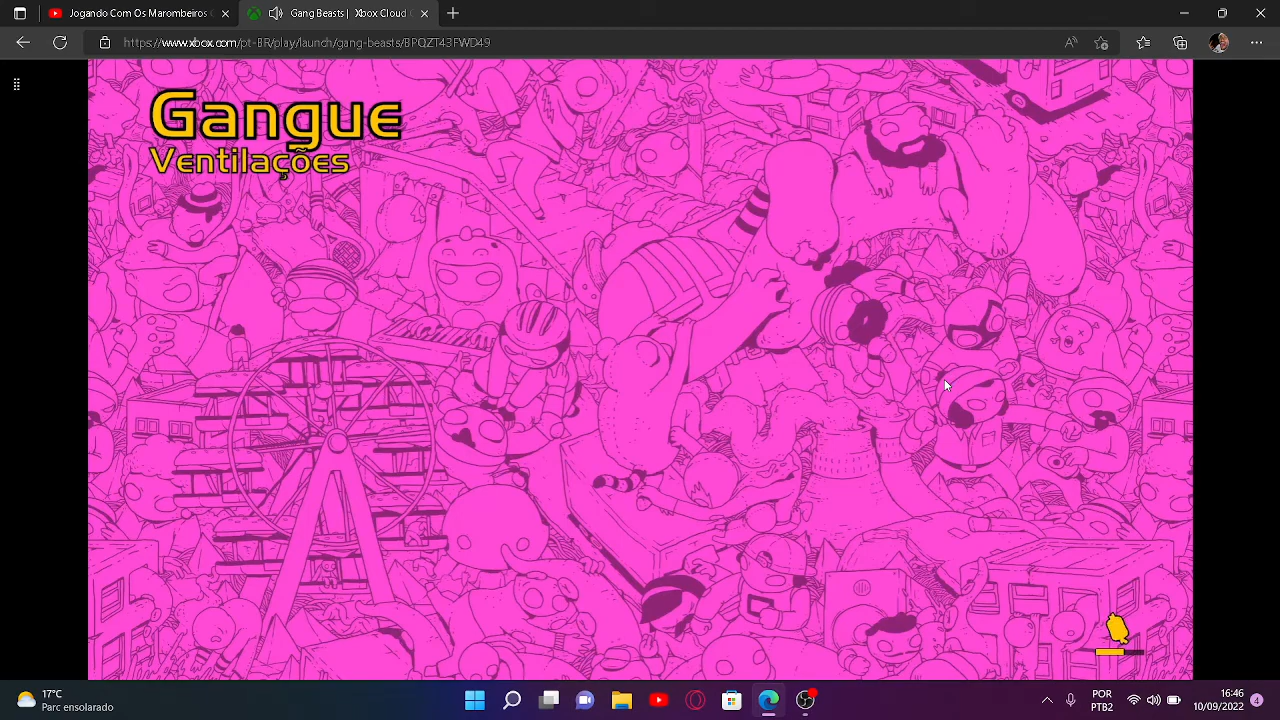 Jogando Com Os Marombeiros
Gang Beasts | Xbox Cloud
https://www.xbox.com/pt-BR/play/launch/gang-beasts/BPQZT43FWD49
Gangue
Ventilações
17°C
Parc ensolarado
POR
PTB2
16:46
10/09/2022
4